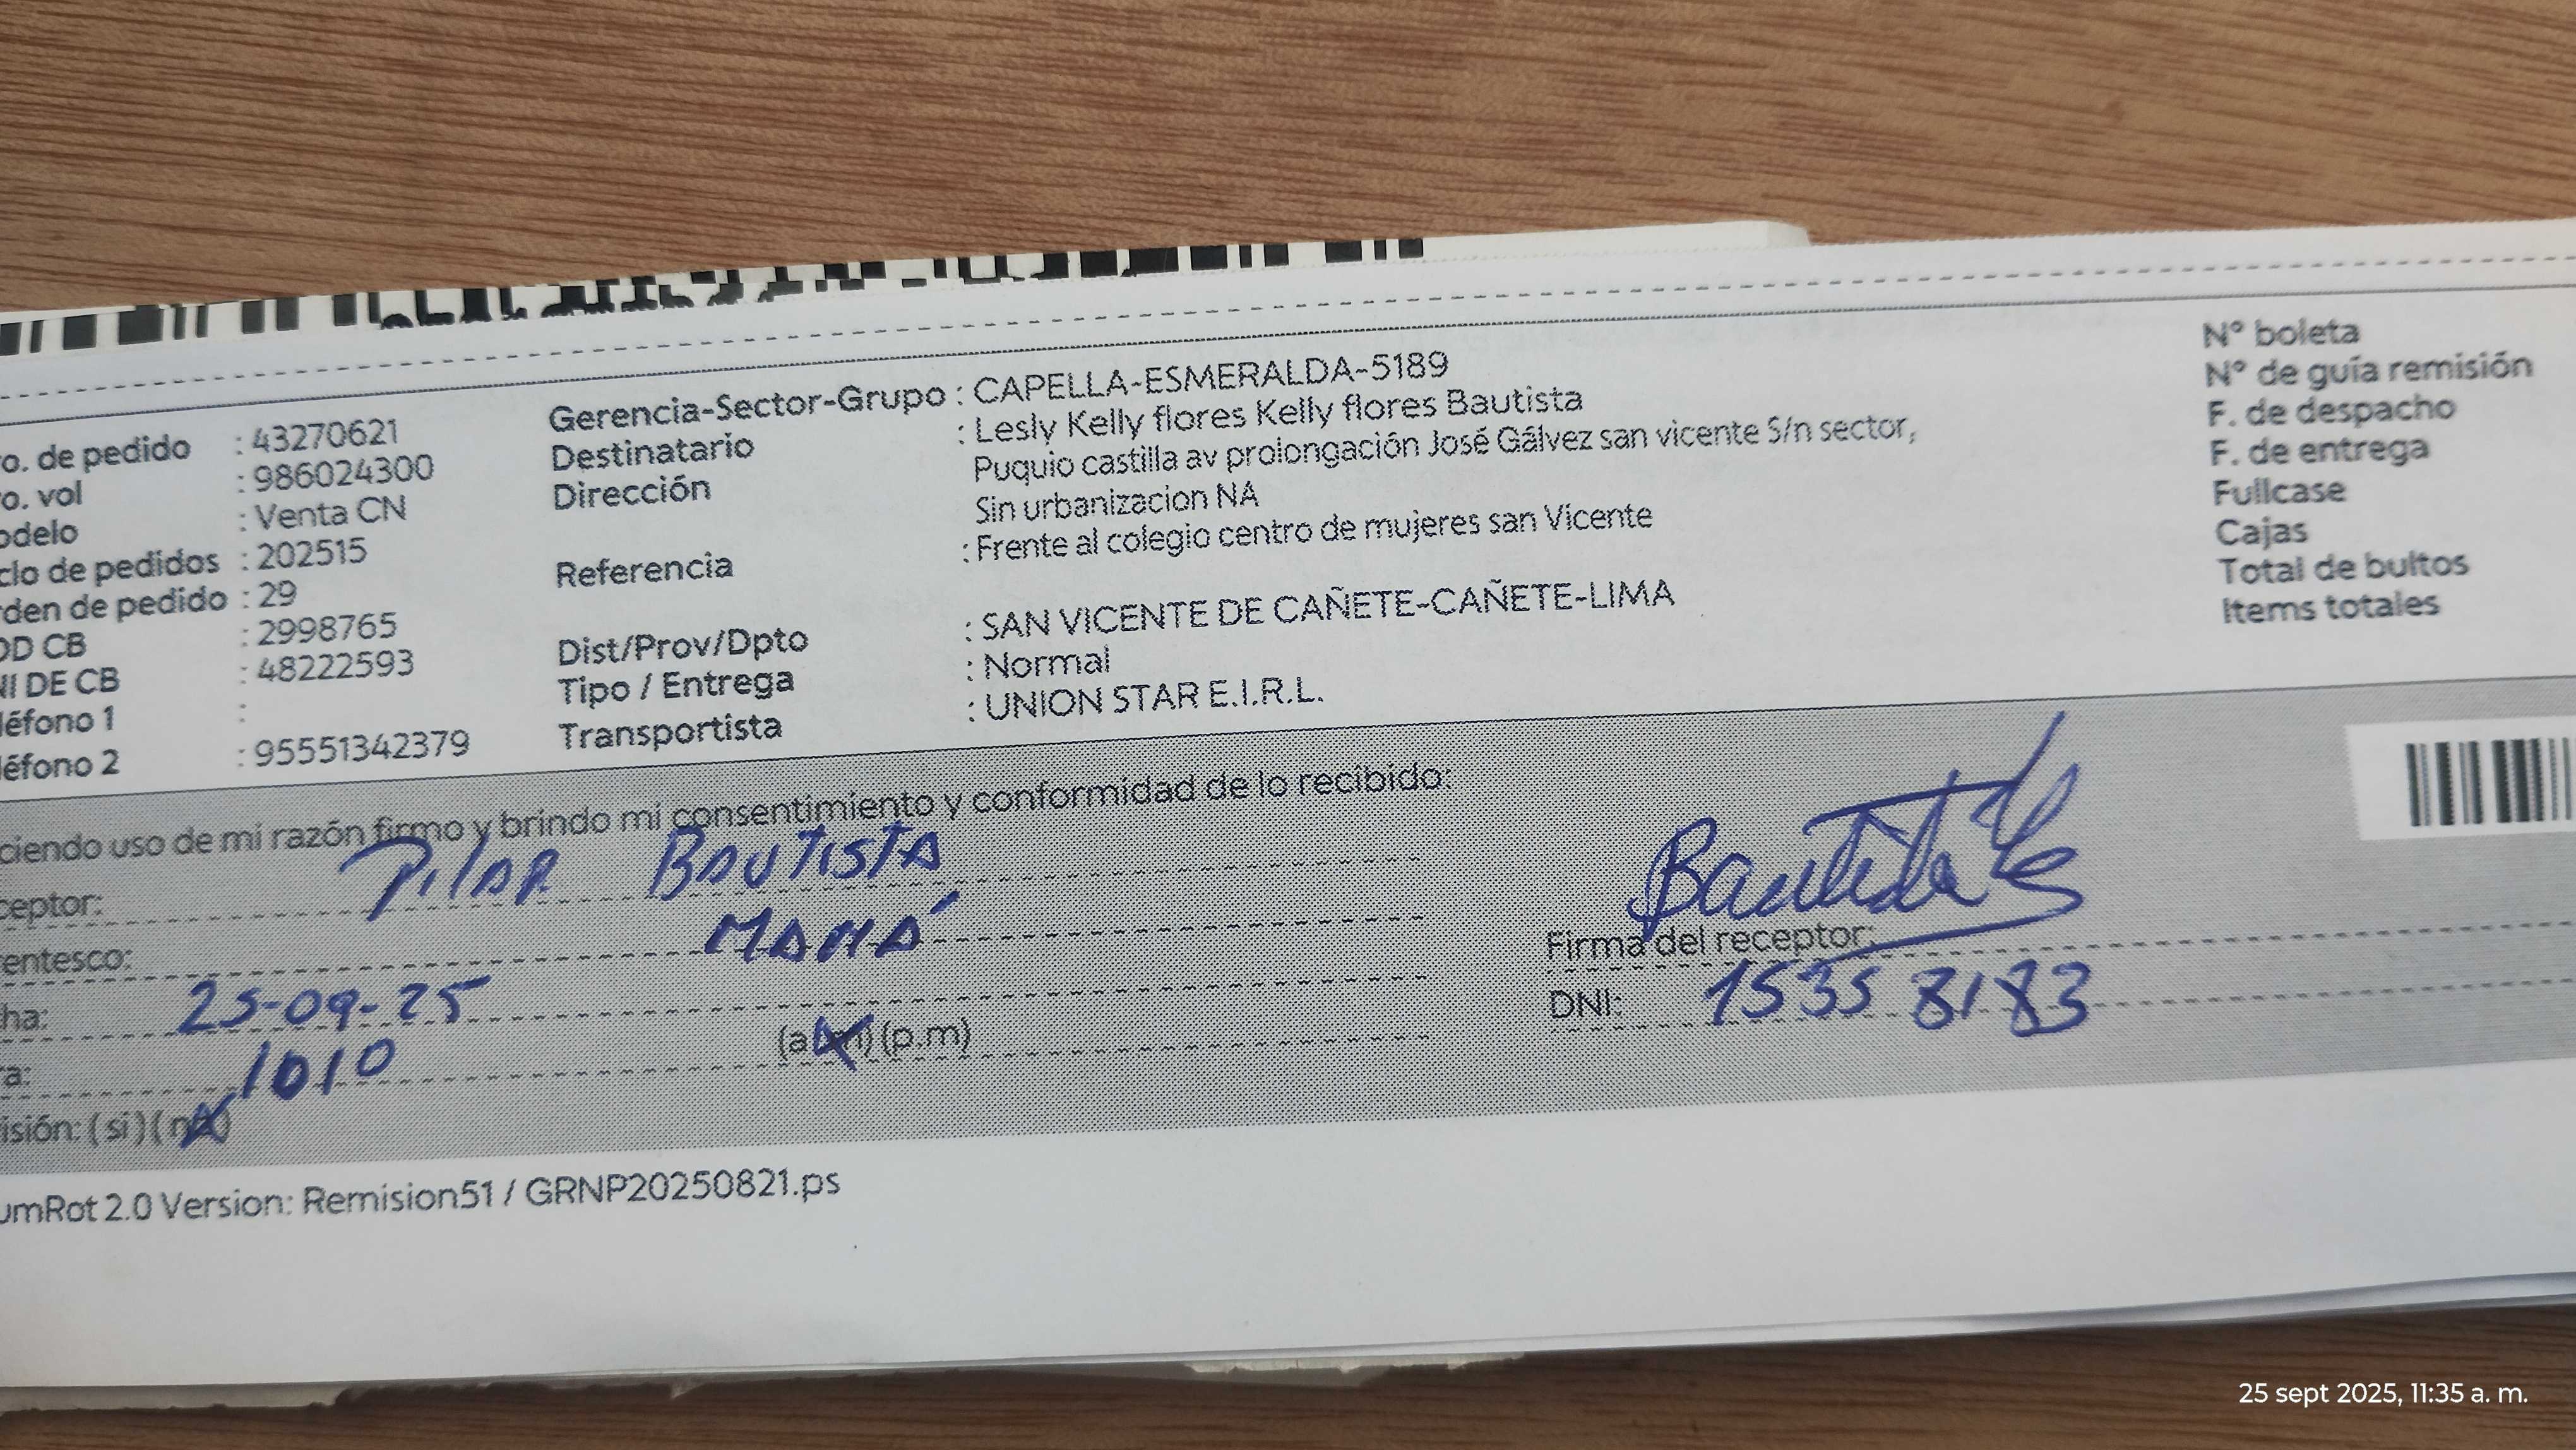 ro. de pedido : 43270621
ro. vol : 986024300
odelo : Venta CN
clo de pedidos : 202515
rden de pedido : 29
OD CB : 2998765
NI DE CB : 48222593
léfono 1 :
léfono 2 : 95551342379
Gerencia-Sector-Grupo : CAPELLA-ESMERALDA-5189
Destinatario : Lesly Kelly flores Kelly flores Bautista
Dirección Puquio castilla av prolongación José Gálvez san vicente S/n sector,
Sin urbanizacion NA
Referencia : Frente al colegio centro de mujeres san Vicente
Dist/Prov/Dpto : SAN VICENTE DE CAÑETE-CAÑETE-LIMA
Tipo / Entrega : Normal
Transportista : UNION STAR E.I.R.L.
N° boleta
N° de guía remisión
F. de despacho
F. de entrega
Fullcase
Cajas
Total de bultos
Items totales
ciendo uso de mi razón firmo y brindo mi consentimiento y conformidad de lo recibido:
ceptor: PILAR BAUTISTA
entesco: MAMÁ
ha: 25-09-25
ra: 1010 (a.m) (p.m)
isión: (si) (no)
Bautista
Firma del receptor:
DNI: 15358183
umRot 2.0 Version: Remision51 / GRNP20250821.ps
25 sept 2025, 11:35 a. m.